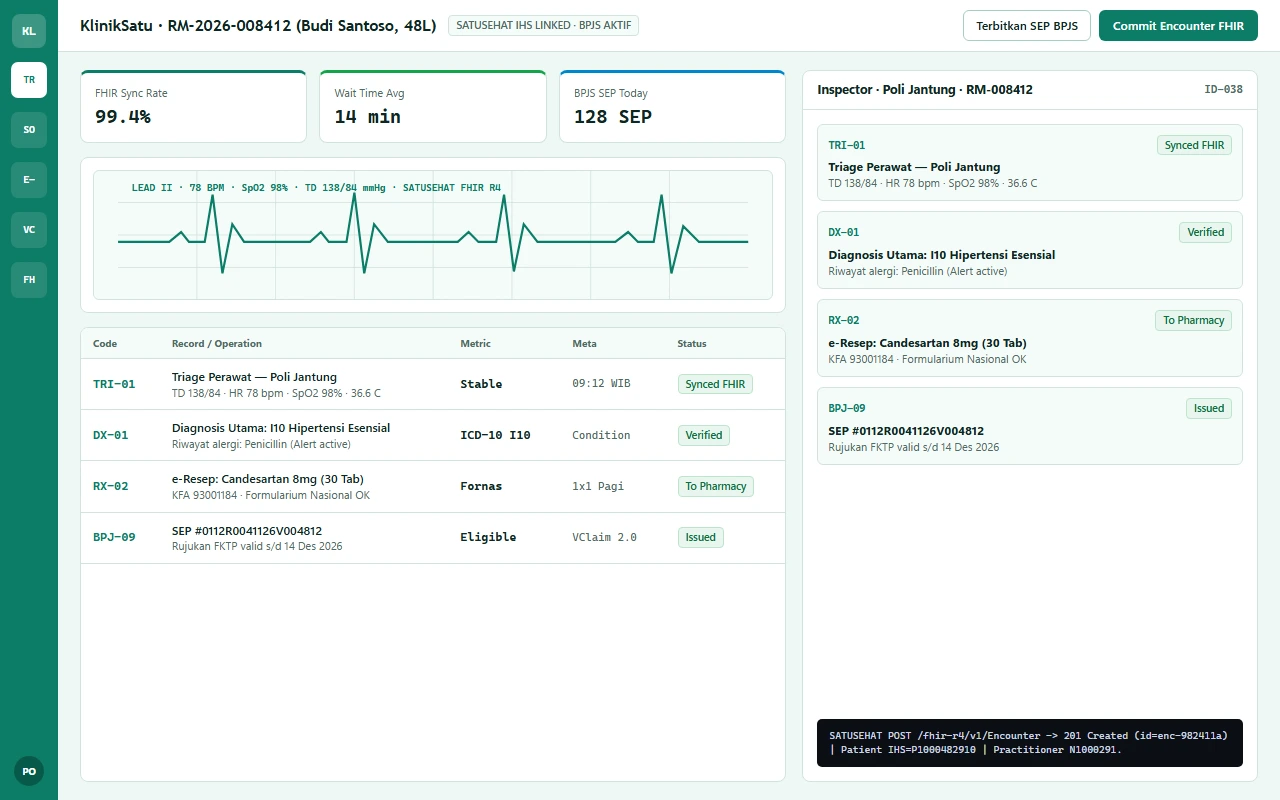 KL
TR
SO
E–
VC
FH
PO
KlinikSatu · RM-2026-008412 (Budi Santoso, 48L)
SATUSEHAT IHS LINKED · BPJS AKTIF
Terbitkan SEP BPJS
Commit Encounter FHIR
FHIR Sync Rate
99.4%
Wait Time Avg
14 min
BPJS SEP Today
128 SEP
LEAD II · 78 BPM · SpO2 98% · TD 138/84 mmHg · SATUSEHAT FHIR R4
Code Record / Operation Metric Meta Status
TRI-01 Triage Perawat — Poli Jantung Stable 09:12 WIB Synced FHIR
TD 138/84 · HR 78 bpm · SpO2 98% · 36.6 C
DX-01 Diagnosis Utama: I10 Hipertensi Esensial ICD-10 I10 Condition Verified
Riwayat alergi: Penicillin (Alert active)
RX-02 e-Resep: Candesartan 8mg (30 Tab) Fornas 1x1 Pagi To Pharmacy
KFA 93001184 · Formularium Nasional OK
BPJ-09 SEP #0112R0041126V004812 Eligible VClaim 2.0 Issued
Rujukan FKTP valid s/d 14 Des 2026
Inspector · Poli Jantung · RM-008412
ID-038
TRI-01
Synced FHIR
Triage Perawat — Poli Jantung
TD 138/84 · HR 78 bpm · SpO2 98% · 36.6 C
DX-01
Verified
Diagnosis Utama: I10 Hipertensi Esensial
Riwayat alergi: Penicillin (Alert active)
RX-02
To Pharmacy
e-Resep: Candesartan 8mg (30 Tab)
KFA 93001184 · Formularium Nasional OK
BPJ-09
Issued
SEP #0112R0041126V004812
Rujukan FKTP valid s/d 14 Des 2026
SATUSEHAT POST /fhir-r4/v1/Encounter -> 201 Created (id=enc-982411a)
| Patient IHS=P1000482910 | Practitioner N1000291.